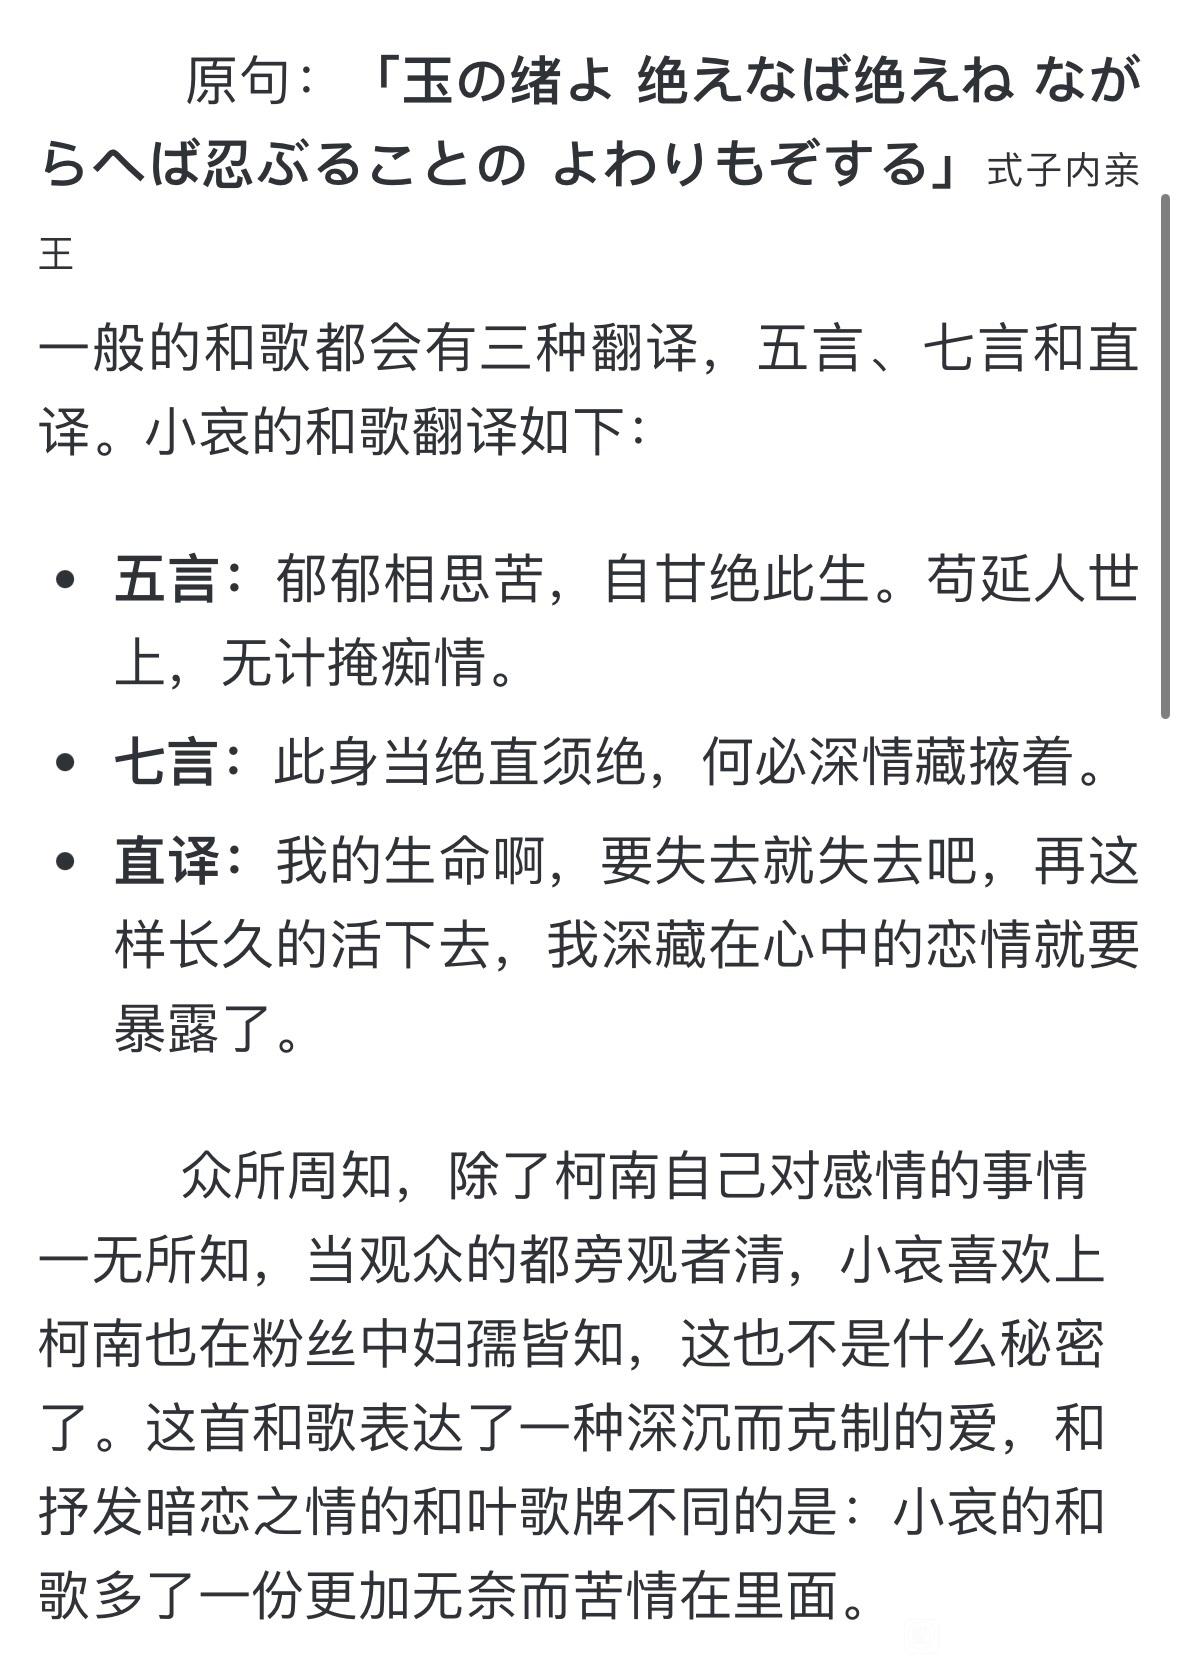 原句：「玉の绪よ 绝えなば绝えね なが
らへば忍ぶることの よわりもぞする」式子内亲
王
一般的和歌都会有三种翻译，五言、七言和直
译。小哀的和歌翻译如下：
• 五言：郁郁相思苦，自甘绝此生。苟延人世
上，无计掩痴情。
• 七言：此身当绝直须绝，何必深情藏掖着。
• 直译：我的生命啊，要失去就失去吧，再这
样长久的活下去，我深藏在心中的恋情就要
暴露了。
众所周知，除了柯南自己对感情的事情
一无所知，当观众的都旁观者清，小哀喜欢上
柯南也在粉丝中妇孺皆知，这也不是什么秘密
了。这首和歌表达了一种深沉而克制的爱，和
抒发暗恋之情的和叶歌牌不同的是：小哀的和
歌多了一份更加无奈而苦情在里面。